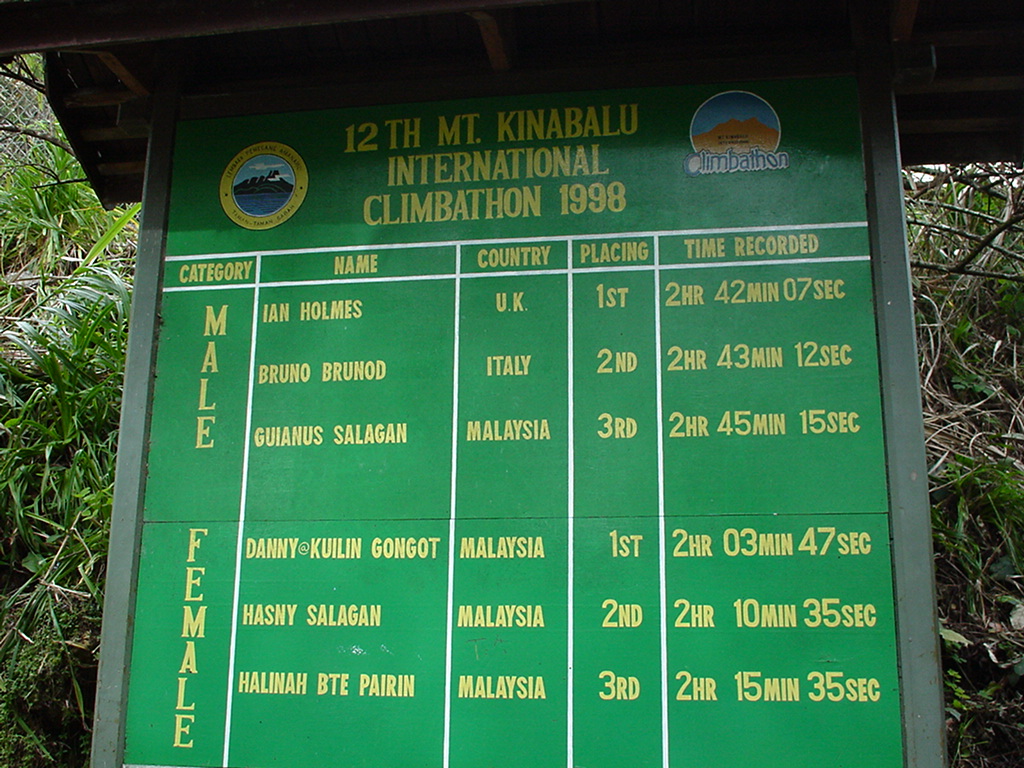 12TH MT. KINABALU
INTERNATIONAL
CLIMBATHON 1998
Climbathon
CATEGORY NAME COUNTRY PLACING TIME RECORDED
MALE
IAN HOLMES U.K. 1ST 2HR 42MIN 07SEC
BRUNO BRUNOD ITALY 2ND 2HR 43MIN 12SEC
GUIANUS SALAGAN MALAYSIA 3RD 2HR 45MIN 15SEC
FEMALE
DANNY@KUILIN GONGOT MALAYSIA 1ST 2HR 03MIN 47SEC
HASNY SALAGAN MALAYSIA 2ND 2HR 10MIN 35SEC
HALINAH BTE PAIRIN MALAYSIA 3RD 2HR 15MIN 35SEC